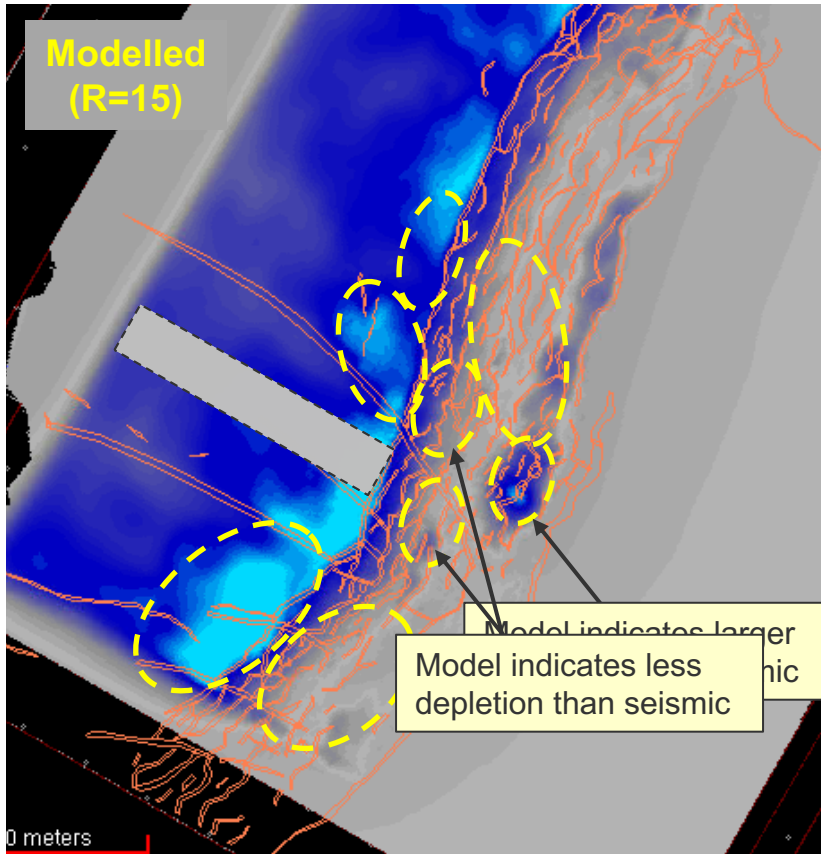 Modelled
(R=15)
Model indicates larger
Model indicates less
depletion than seismic
0 meters